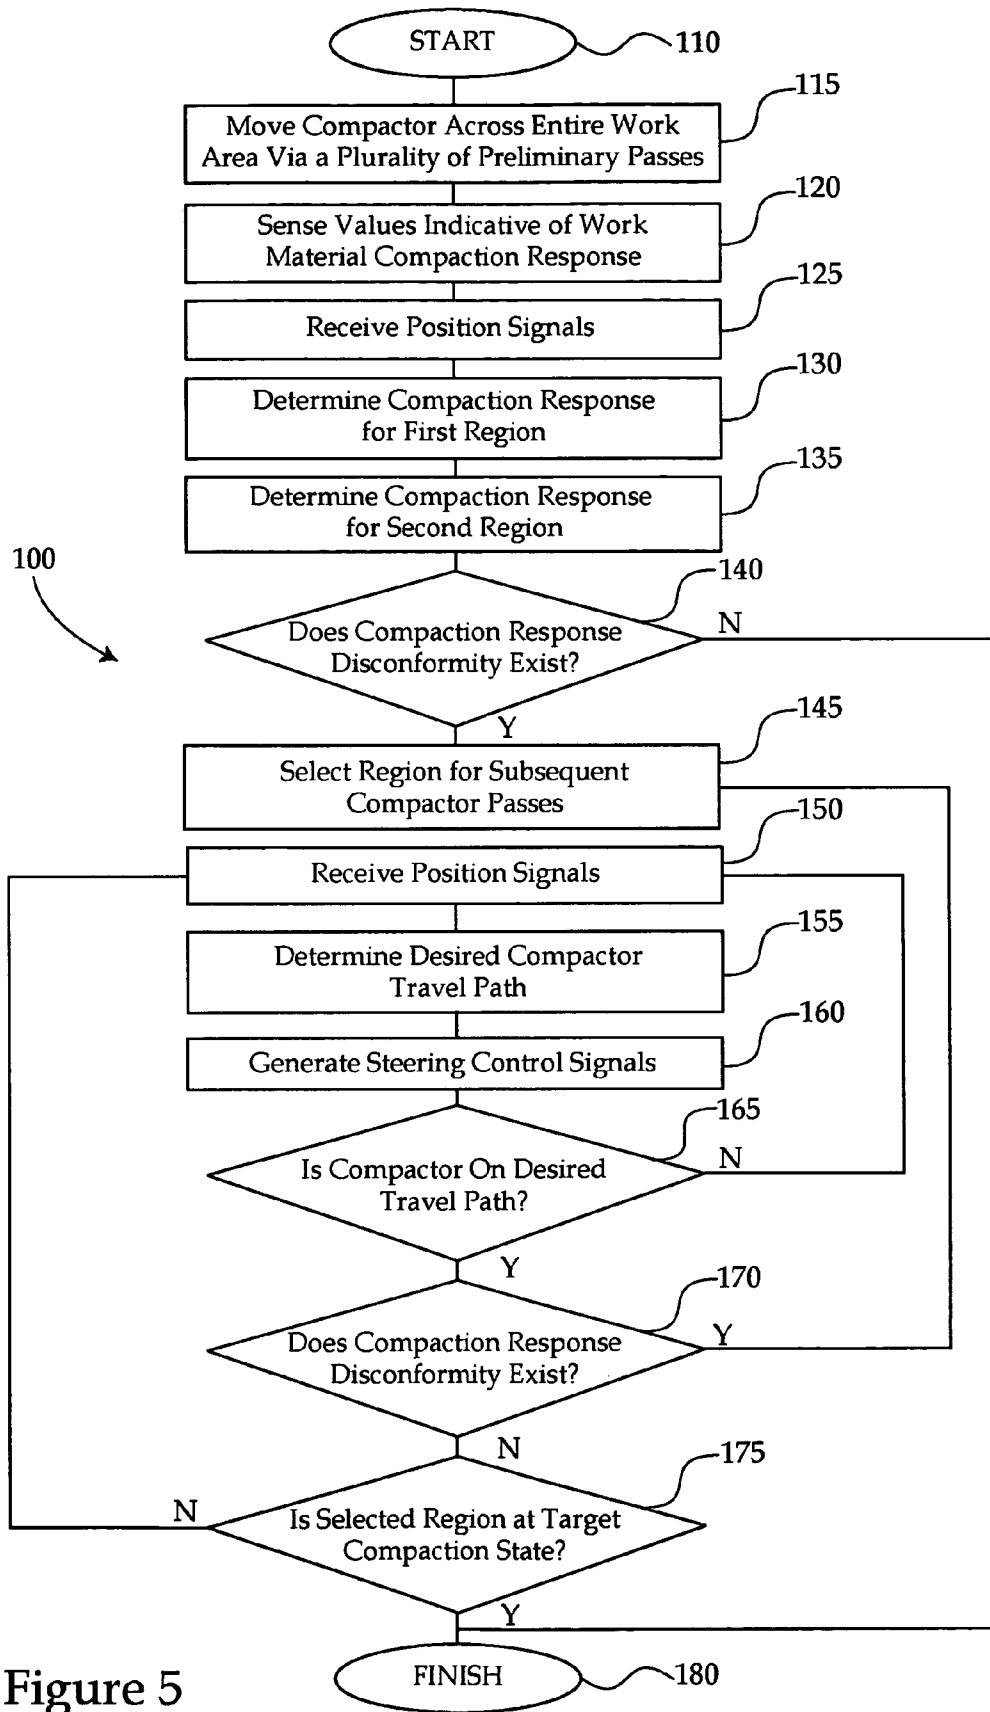 START
110
115
Move Compactor Across Entire Work
Area Via a Plurality of Preliminary Passes
120
Sense Values Indicative of Work
Material Compaction Response
125
Receive Position Signals
130
Determine Compaction Response
for First Region
135
Determine Compaction Response
for Second Region
100
140
Does Compaction Response
Disconformity Exist?
N
Y
145
Select Region for Subsequent
Compactor Passes
150
Receive Position Signals
155
Determine Desired Compactor
Travel Path
160
Generate Steering Control Signals
165
Is Compactor On Desired
Travel Path?
N
Y
170
Does Compaction Response
Disconformity Exist?
Y
N
175
Is Selected Region at Target
Compaction State?
N
Y
FINISH
180
Figure 5